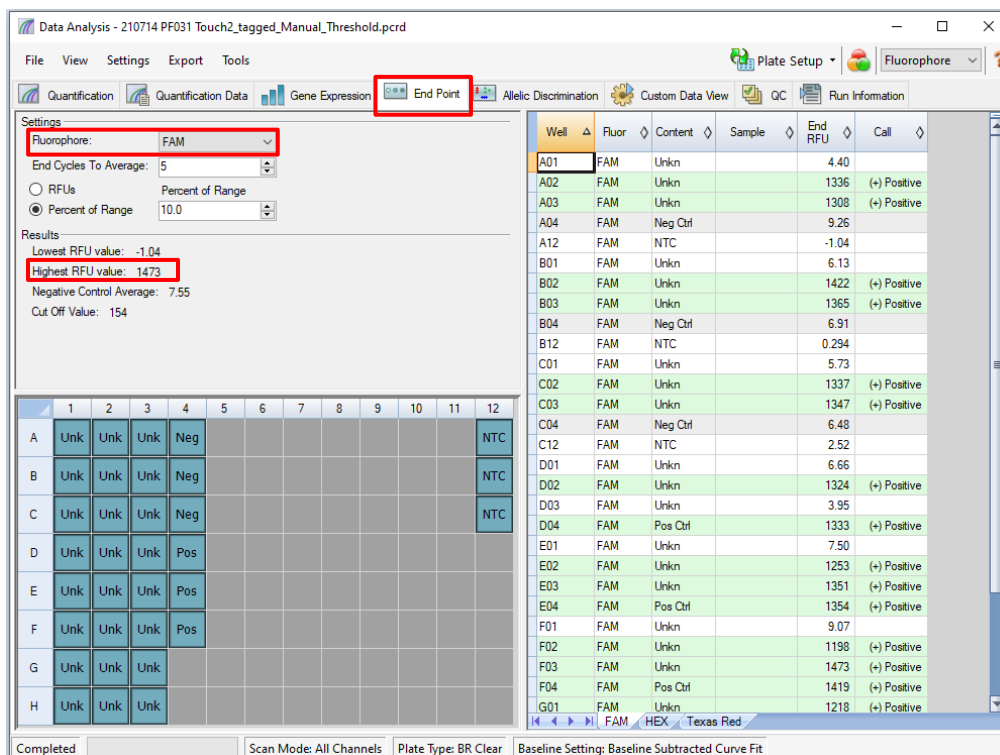 Data Analysis - 210714 PF031 Touch2_tagged_Manual_Threshold.pcrd
File View Settings Export Tools Plate Setup Fluorophore
Quantification Quantification Data Gene Expression End Point Allelic Discrimination Custom Data View QC Run Information
Settings
Fluorophore: FAM
End Cycles To Average: 5
RFUs Percent of Range
Percent of Range 10.0
Results
Lowest RFU value: -1.04
Highest RFU value: 1473
Negative Control Average: 7.55
Cut Off Value: 154
1 2 3 4 5 6 7 8 9 10 11 12
A Unk Unk Unk Neg NTC
B Unk Unk Unk Neg NTC
C Unk Unk Unk Neg NTC
D Unk Unk Unk Pos
E Unk Unk Unk Pos
F Unk Unk Unk Pos
G Unk Unk Unk
H Unk Unk Unk
Well Fluor Content Sample End RFU Call
A01 FAM Unkn 4.40
A02 FAM Unkn 1336 (+) Positive
A03 FAM Unkn 1308 (+) Positive
A04 FAM Neg Ctrl 9.26
A12 FAM NTC -1.04
B01 FAM Unkn 6.13
B02 FAM Unkn 1422 (+) Positive
B03 FAM Unkn 1365 (+) Positive
B04 FAM Neg Ctrl 6.91
B12 FAM NTC 0.294
C01 FAM Unkn 5.73
C02 FAM Unkn 1337 (+) Positive
C03 FAM Unkn 1347 (+) Positive
C04 FAM Neg Ctrl 6.48
C12 FAM NTC 2.52
D01 FAM Unkn 6.66
D02 FAM Unkn 1324 (+) Positive
D03 FAM Unkn 3.95
D04 FAM Pos Ctrl 1333 (+) Positive
E01 FAM Unkn 7.50
E02 FAM Unkn 1253 (+) Positive
E03 FAM Unkn 1351 (+) Positive
E04 FAM Pos Ctrl 1354 (+) Positive
F01 FAM Unkn 9.07
F02 FAM Unkn 1198 (+) Positive
F03 FAM Unkn 1473 (+) Positive
F04 FAM Pos Ctrl 1419 (+) Positive
G01 FAM Unkn 1218 (+) Positive
FAM HEX Texas Red
Completed Scan Mode: All Channels Plate Type: BR Clear Baseline Setting: Baseline Subtracted Curve Fit